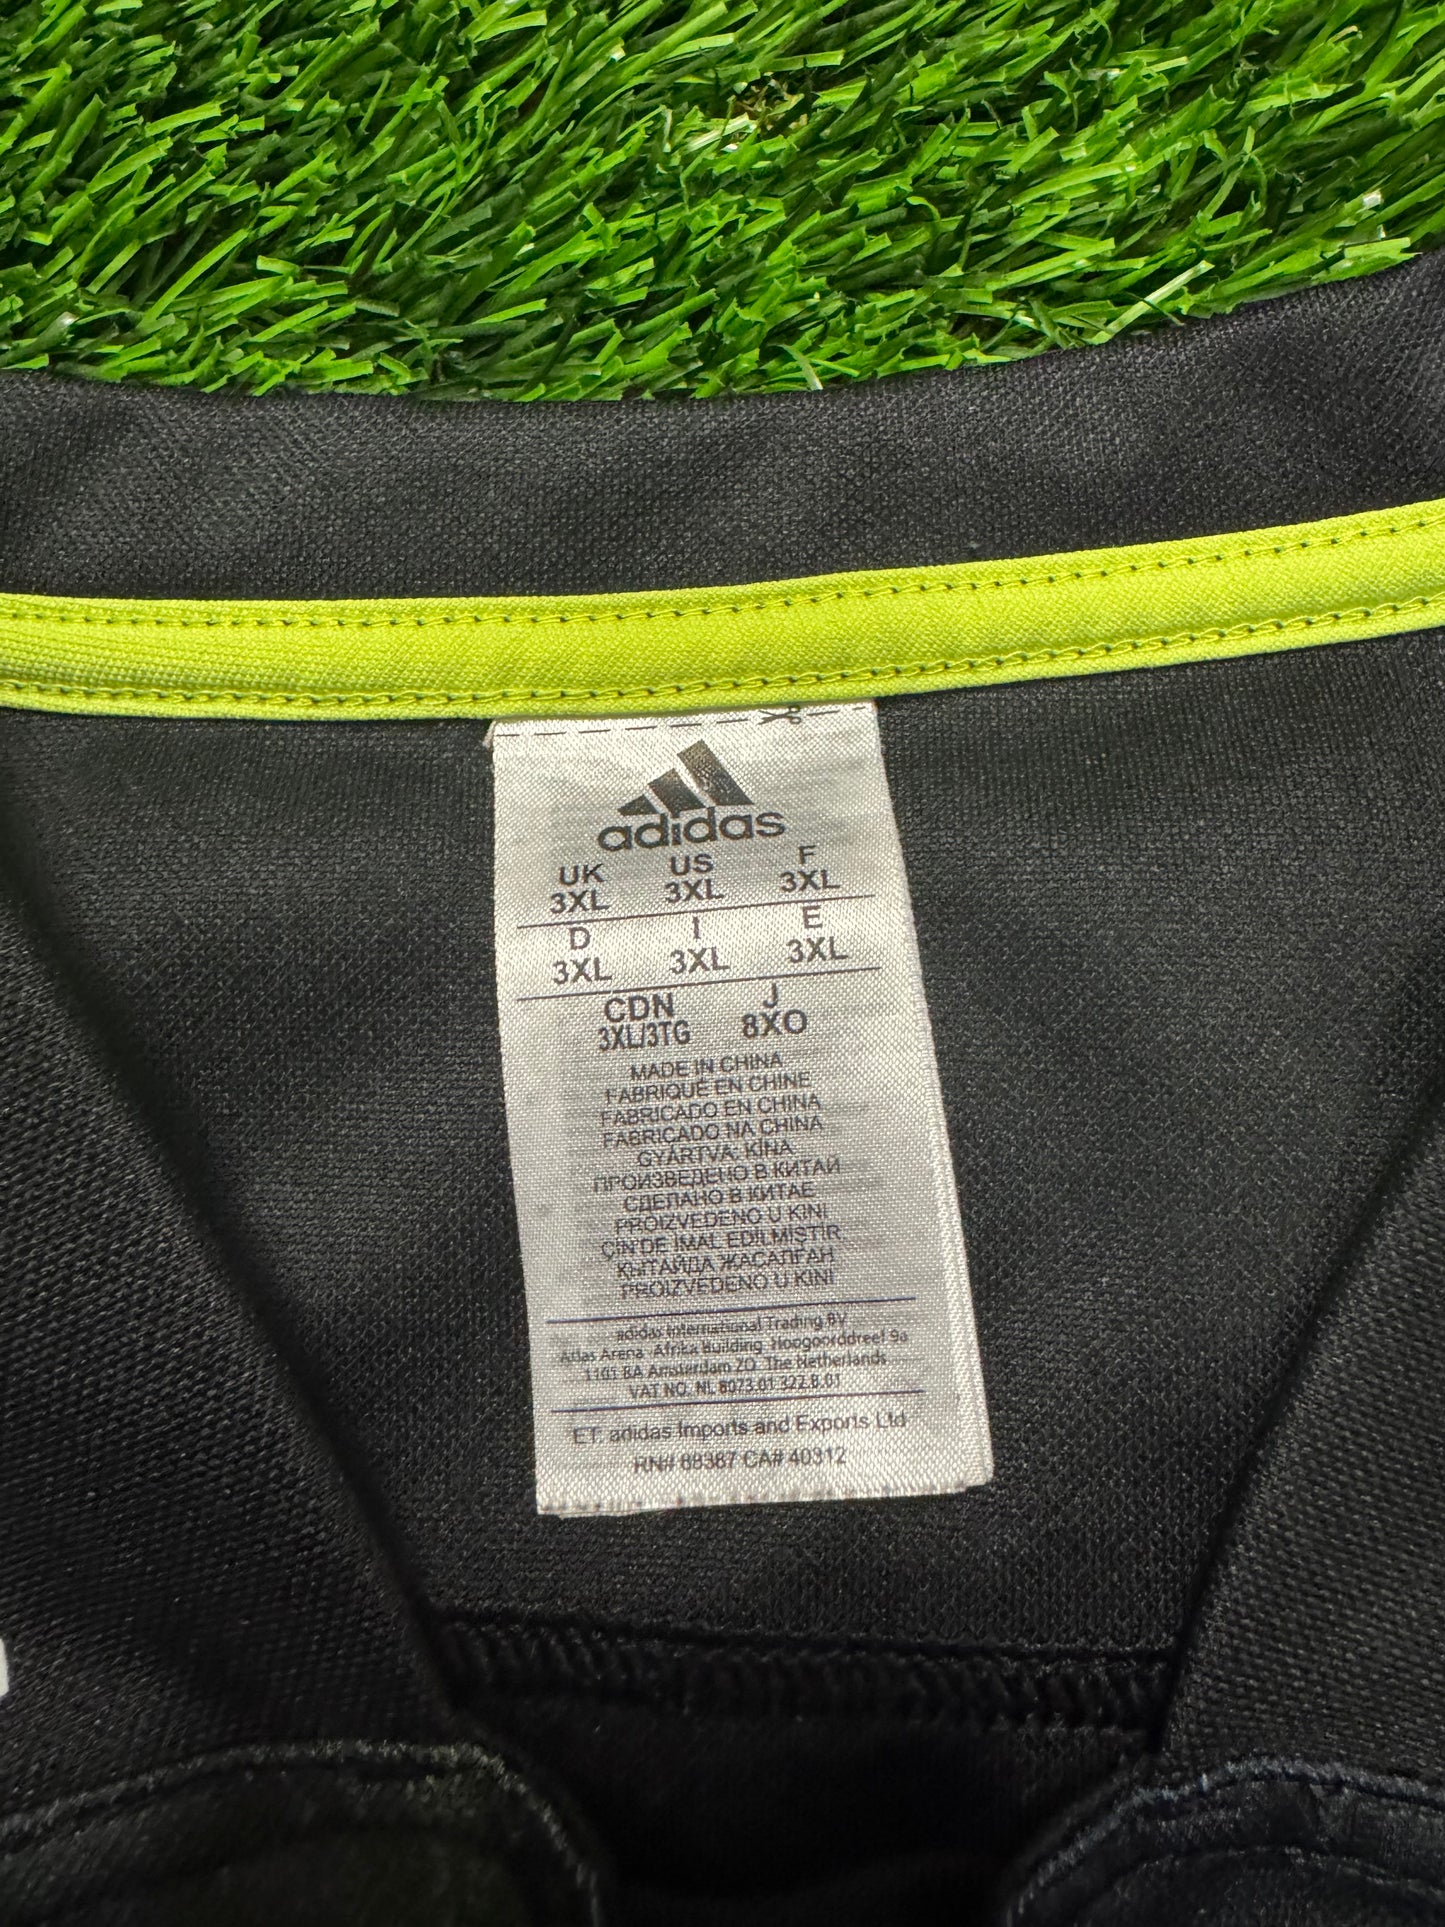 adidas
UK US F
3XL 3XL 3XL
D I E
3XL 3XL 3XL
CDN J
3XL/3TG 8XO
MADE IN CHINA
FABRIQUÉ EN CHINE
FABRICADO EN CHINA
FABRICADO NA CHINA
GYÁRTVA: KÍNA
ПРОИЗВЕДЕНО В КИТАЙ
СДЕЛАНО В КИТАЕ
PROIZVEDENO U KINI
ÇİN'DE İMAL EDİLMİŞTİR
ҚЫТАЙДА ЖАСАЛҒАН
PROIZVEDENO U KINI
adidas International Trading BV
Atlas Arena Afrika Building Hoogoorddreef 9a
1101 BA Amsterdam ZO The Netherlands
VAT NO. NL 8073.01.322.B.01
ET: adidas Imports and Exports Ltd
RN# 88387 CA# 40312